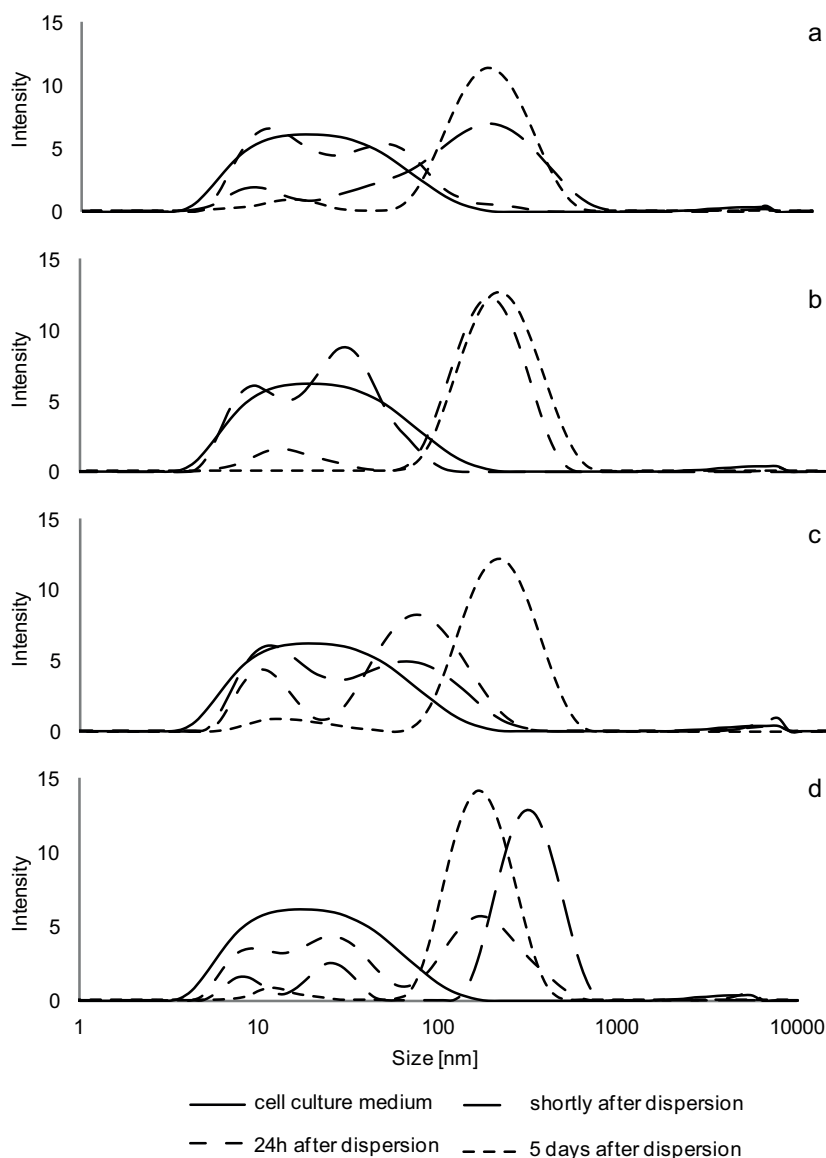 15
a
10
Intensity
5
0
15
b
10
Intensity
5
0
15
c
10
Intensity
5
0
15
d
10
Intensity
5
0
1 10 100 1000 10000
Size [nm]
cell culture medium shortly after dispersion
24h after dispersion 5 days after dispersion